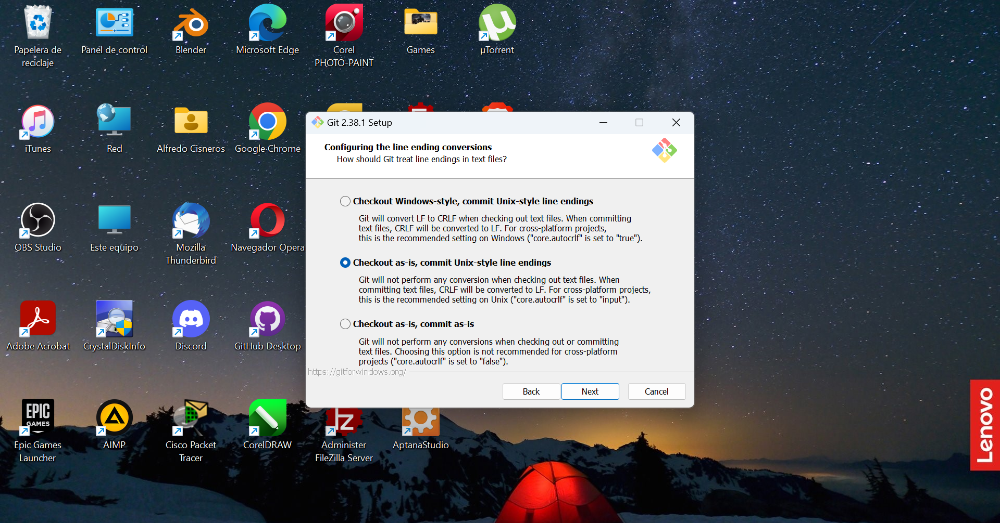 Papelera de
reciclaje
Panel de control
Blender
Microsoft Edge
Corel
PHOTO-PAINT
Games
µTorrent
iTunes
Red
Alfredo Cisneros
Google Chrome
OBS Studio
Este equipo
Mozilla
Thunderbird
Navegador Opera
Adobe Acrobat
CrystalDiskInfo
Discord
GitHub Desktop
EPIC
GAMES
Epic Games
Launcher
AIMP
Cisco Packet
Tracer
CorelDRAW
Administer
FileZilla Server
AptanaStudio
Git 2.38.1 Setup
Configuring the line ending conversions
How should Git treat line endings in text files?
Checkout Windows-style, commit Unix-style line endings
Git will convert LF to CRLF when checking out text files. When committing
text files, CRLF will be converted to LF. For cross-platform projects,
this is the recommended setting on Windows ("core.autocrlf" is set to "true").
Checkout as-is, commit Unix-style line endings
Git will not perform any conversion when checking out text files. When
committing text files, CRLF will be converted to LF. For cross-platform projects,
this is the recommended setting on Unix ("core.autocrlf" is set to "input").
Checkout as-is, commit as-is
Git will not perform any conversions when checking out or committing
text files. Choosing this option is not recommended for cross-platform
projects ("core.autocrlf" is set to "false").
https://gitforwindows.org/
Back
Next
Cancel
Lenovo